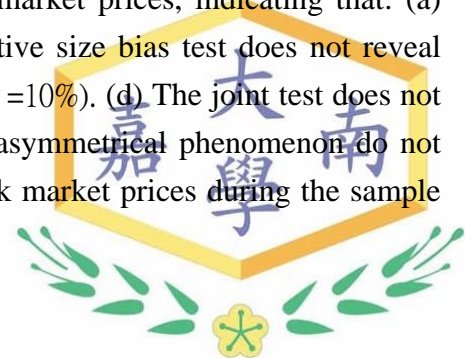 market prices, indicating that: (a)
tive size bias test does not reveal
=10%). (d) The joint test does not
asymmetrical phenomenon do not
k market prices during the sample
大
嘉 南
學